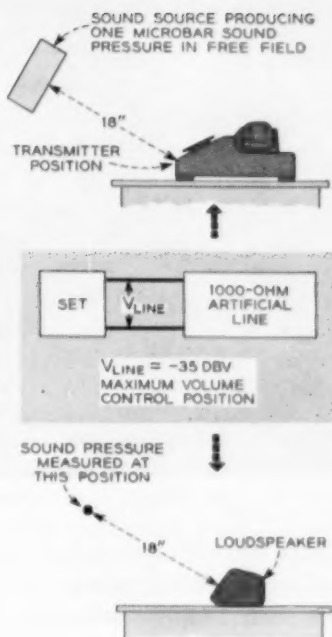 SOUND SOURCE PRODUCING
ONE MICROBAR SOUND
PRESSURE IN FREE FIELD
18"
TRANSMITTER
POSITION
SET
VLINE
1000-OHM
ARTIFICIAL
LINE
VLINE = -35 DBV
MAXIMUM VOLUME
CONTROL POSITION
SOUND PRESSURE
MEASURED AT
THIS POSITION
18"
LOUDSPEAKER